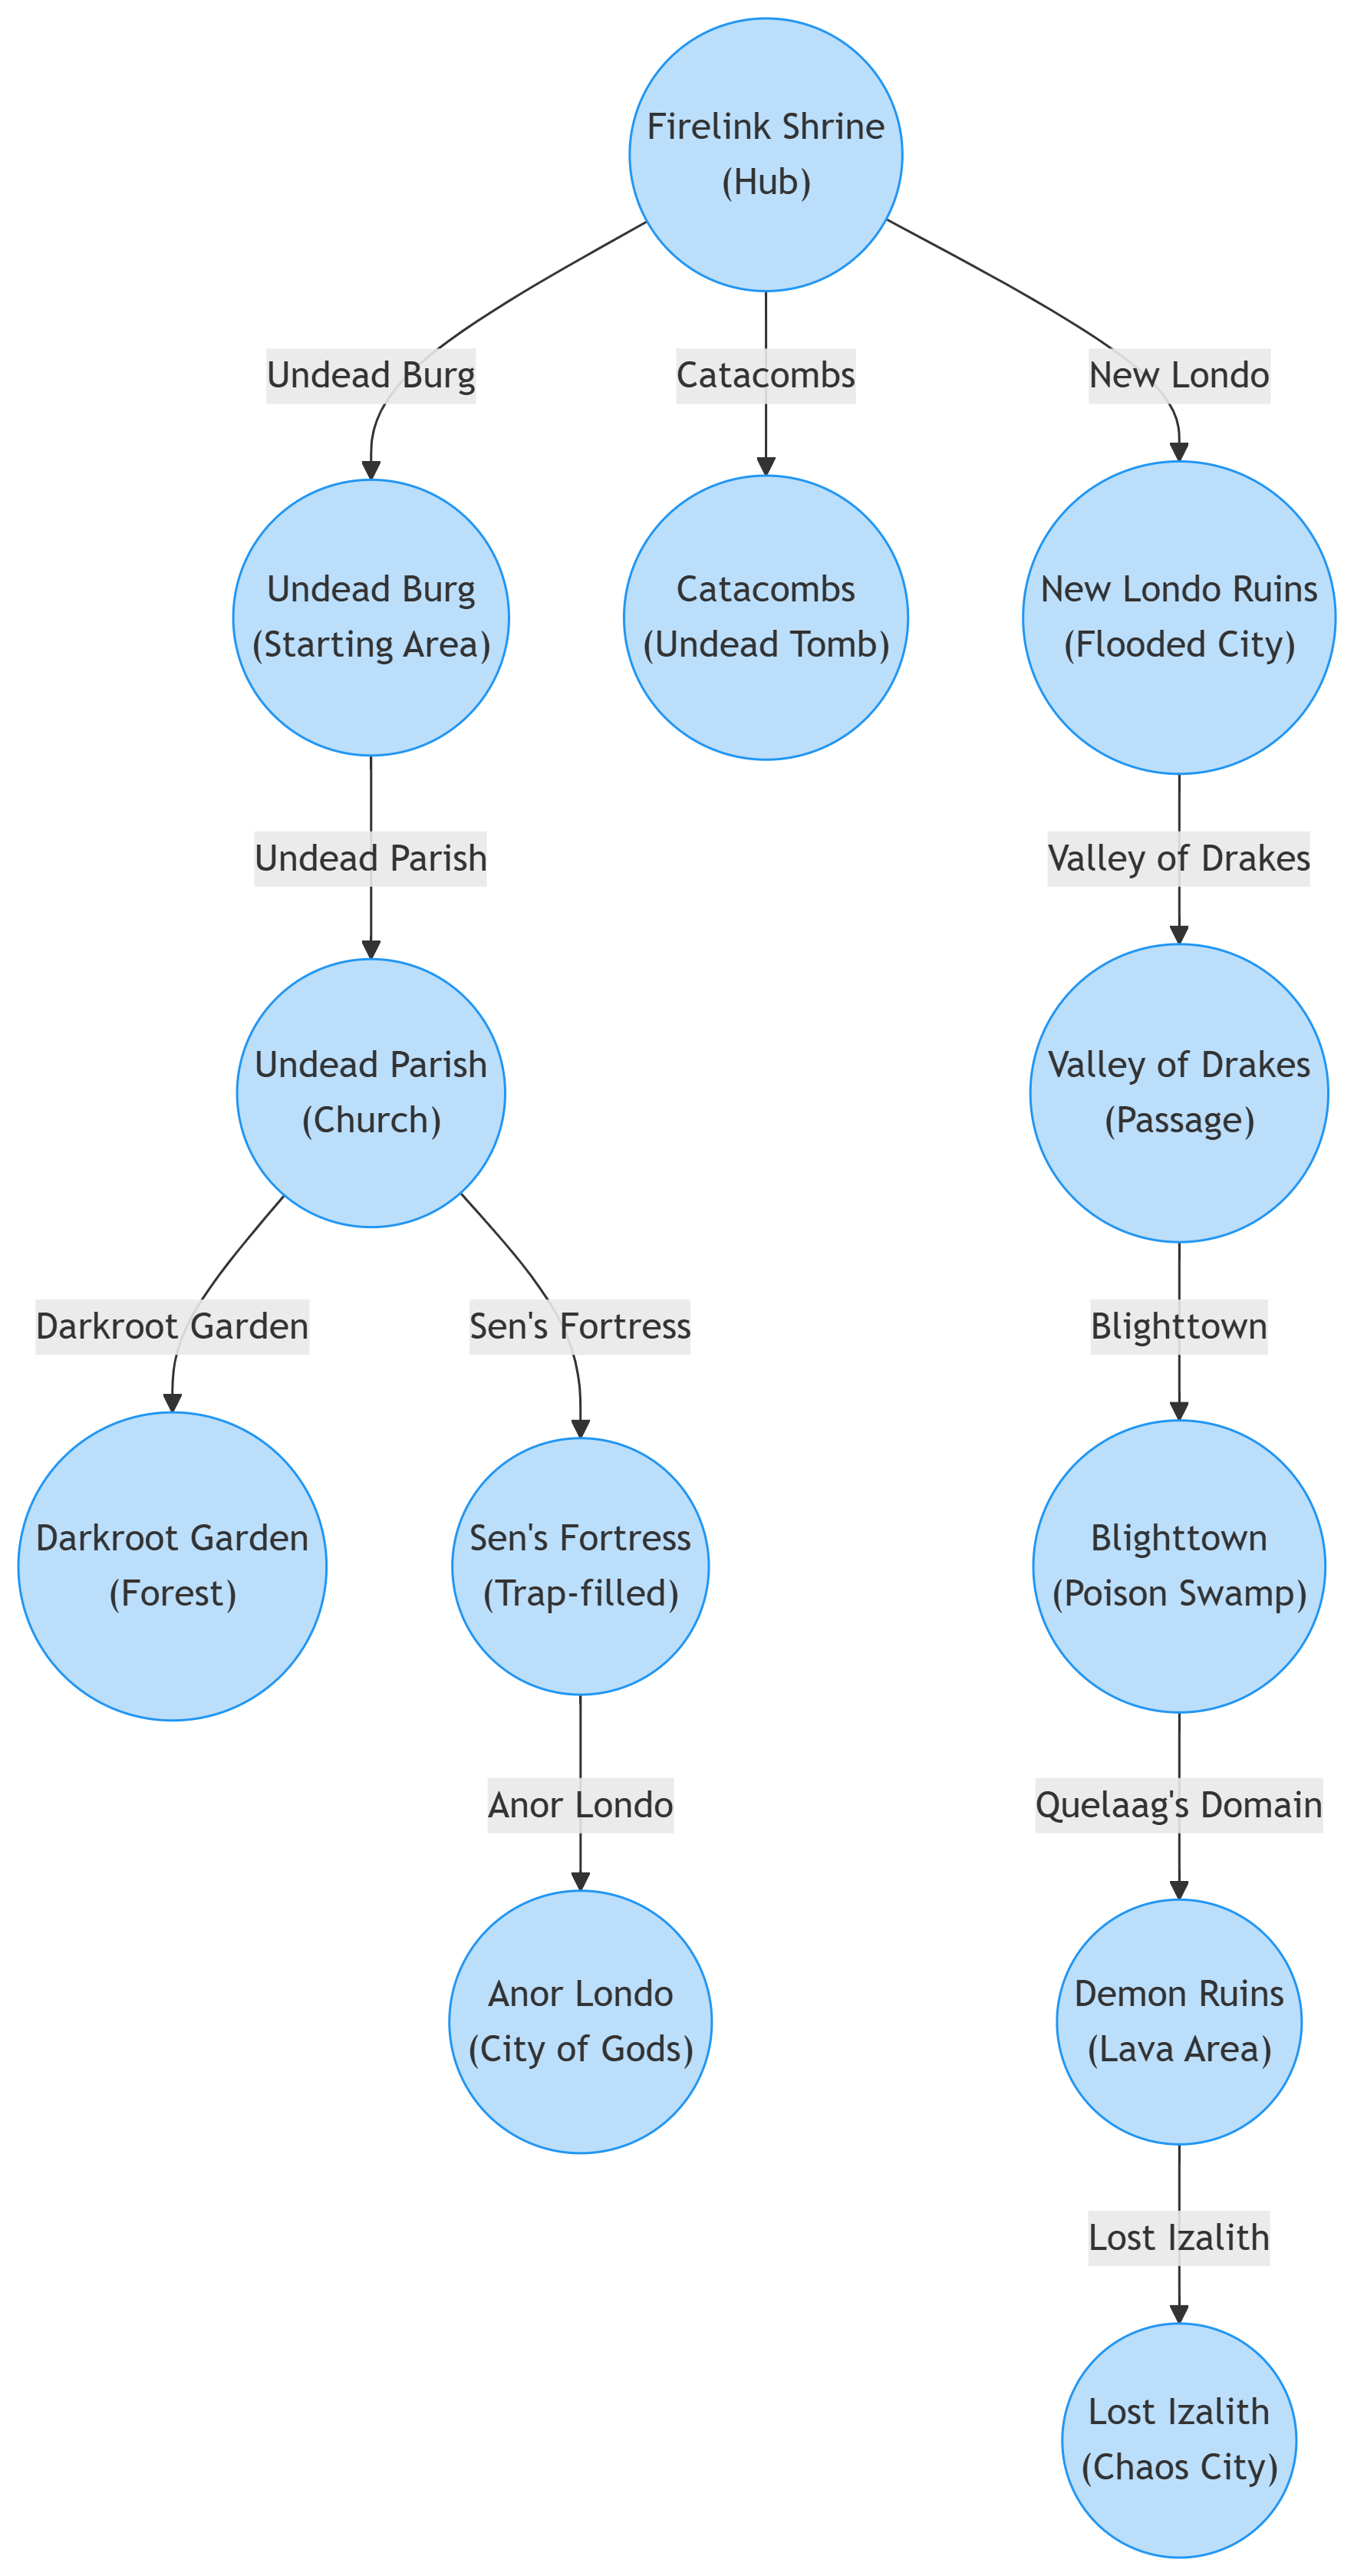 Firelink Shrine
(Hub)
Undead Burg
Catacombs
New Londo
Undead Burg
(Starting Area)
Catacombs
(Undead Tomb)
New Londo Ruins
(Flooded City)
Undead Parish
Valley of Drakes
Undead Parish
(Church)
Valley of Drakes
(Passage)
Darkroot Garden
Sen's Fortress
Blighttown
Darkroot Garden
(Forest)
Sen's Fortress
(Trap-filled)
Blighttown
(Poison Swamp)
Anor Londo
Quelaag's Domain
Anor Londo
(City of Gods)
Demon Ruins
(Lava Area)
Lost Izalith
Lost Izalith
(Chaos City)